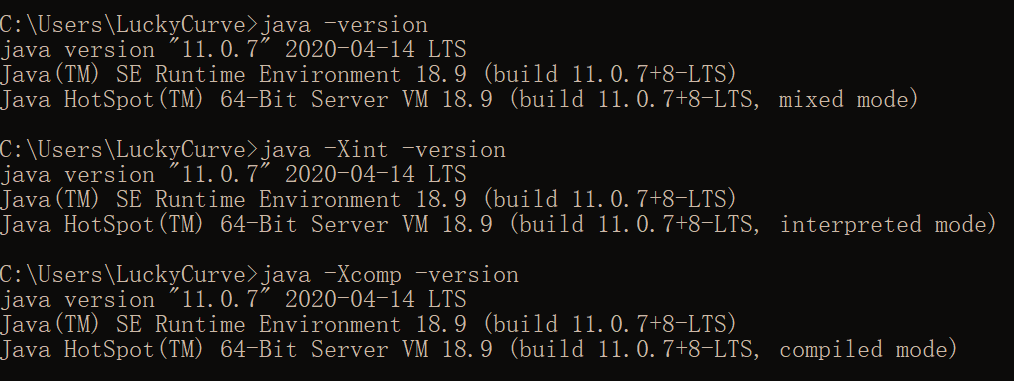 C:\Users\LuckyCurve>java -version
java version "11.0.7" 2020-04-14 LTS
Java(TM) SE Runtime Environment 18.9 (build 11.0.7+8-LTS)
Java HotSpot(TM) 64-Bit Server VM 18.9 (build 11.0.7+8-LTS, mixed mode)
C:\Users\LuckyCurve>java -Xint -version
java version "11.0.7" 2020-04-14 LTS
Java(TM) SE Runtime Environment 18.9 (build 11.0.7+8-LTS)
Java HotSpot(TM) 64-Bit Server VM 18.9 (build 11.0.7+8-LTS, interpreted mode)
C:\Users\LuckyCurve>java -Xcomp -version
java version "11.0.7" 2020-04-14 LTS
Java(TM) SE Runtime Environment 18.9 (build 11.0.7+8-LTS)
Java HotSpot(TM) 64-Bit Server VM 18.9 (build 11.0.7+8-LTS, compiled mode)